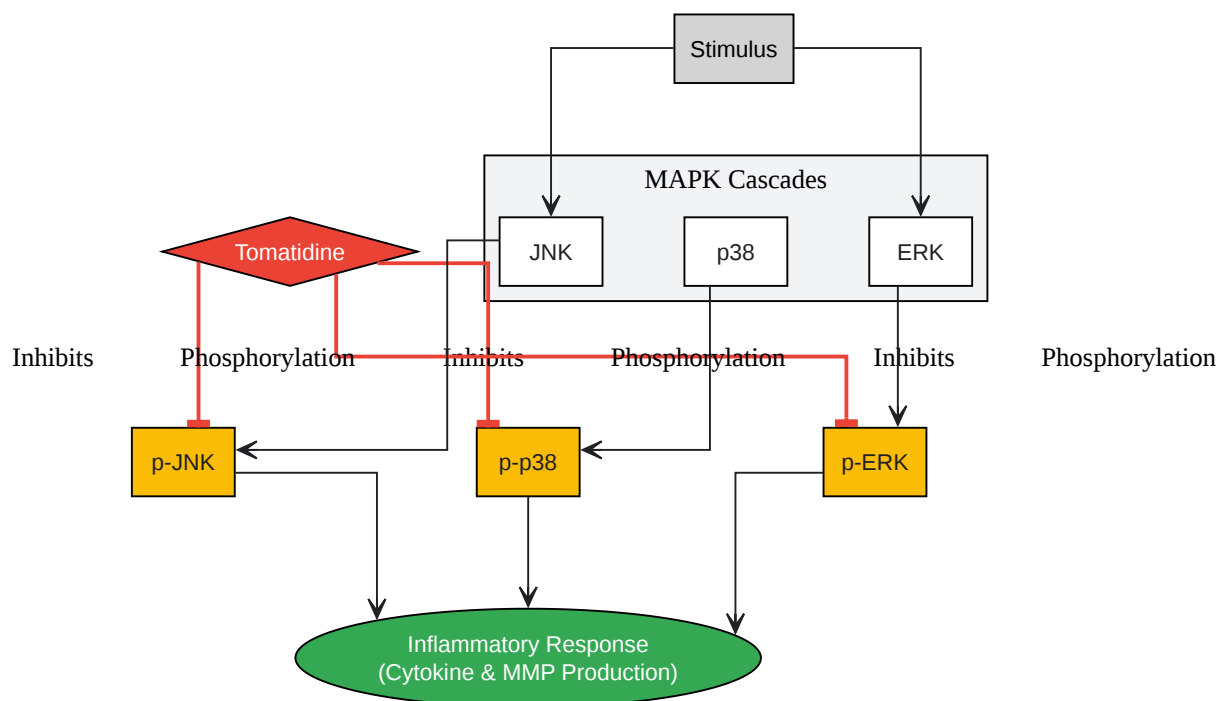 Stimulus
MAPK Cascades
Tomatidine
JNK
p38
ERK
Inhibits
Phosphorylation
Inhibits
Phosphorylation
Inhibits
Phosphorylation
p-JNK
p-p38
p-ERK
Inflammatory Response
(Cytokine & MMP Production)